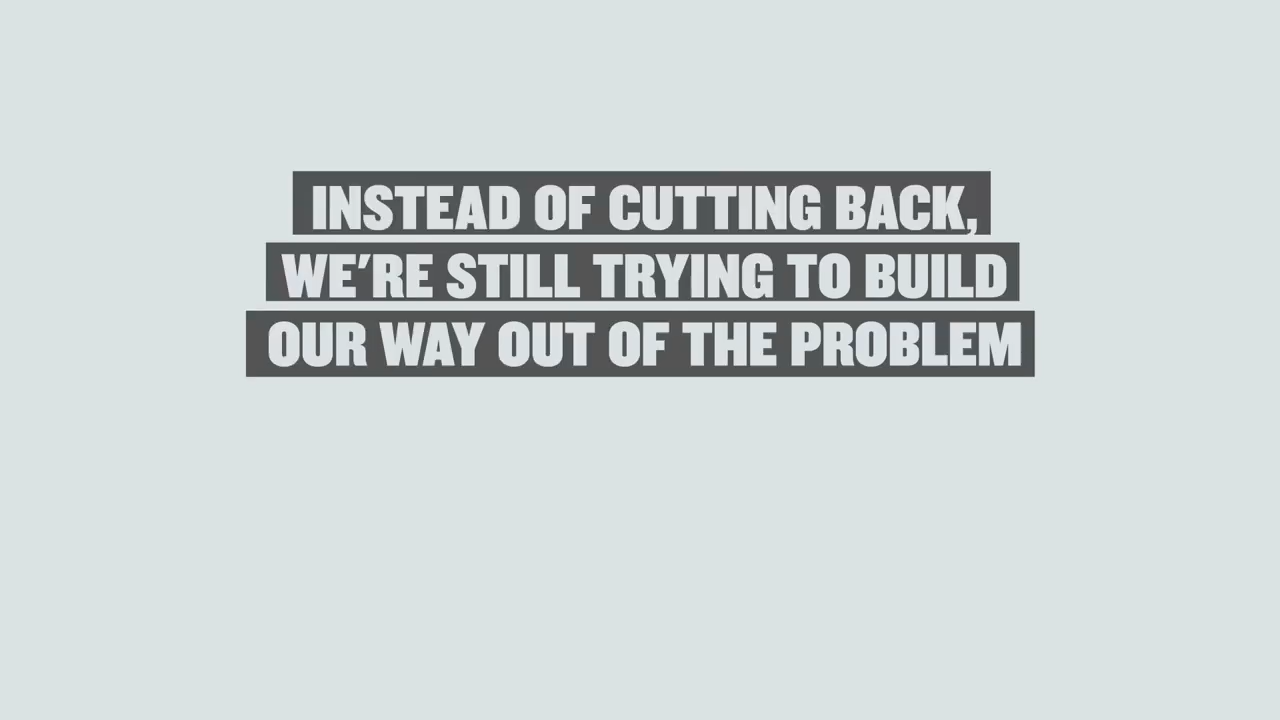 INSTEAD OF CUTTING BACK,
WE'RE STILL TRYING TO BUILD
OUR WAY OUT OF THE PROBLEM